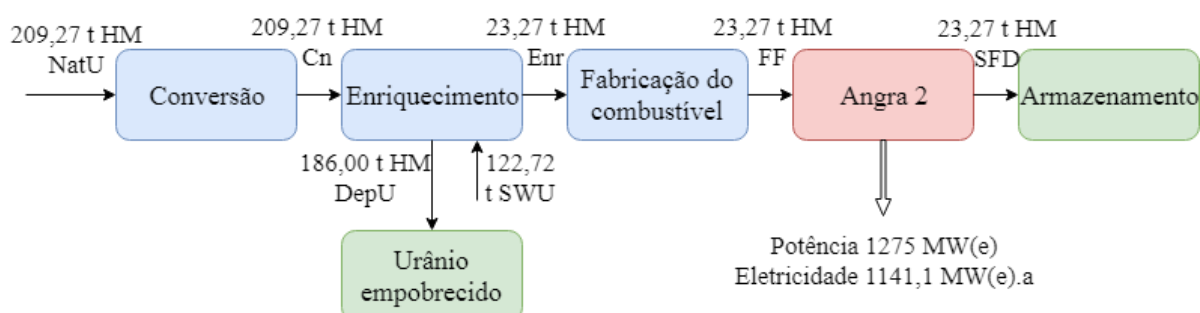 209,27 t HM
NatU
Conversão
209,27 t HM
Cn
Enriquecimento
23,27 t HM
Enr
Fabricação do
combustível
23,27 t HM
FF
Angra 2
23,27 t HM
SFD
Armazenamento
186,00 t HM
DepU
122,72
t SWU
Urânio
empobrecido
Potência 1275 MW(e)
Eletricidade 1141,1 MW(e).a